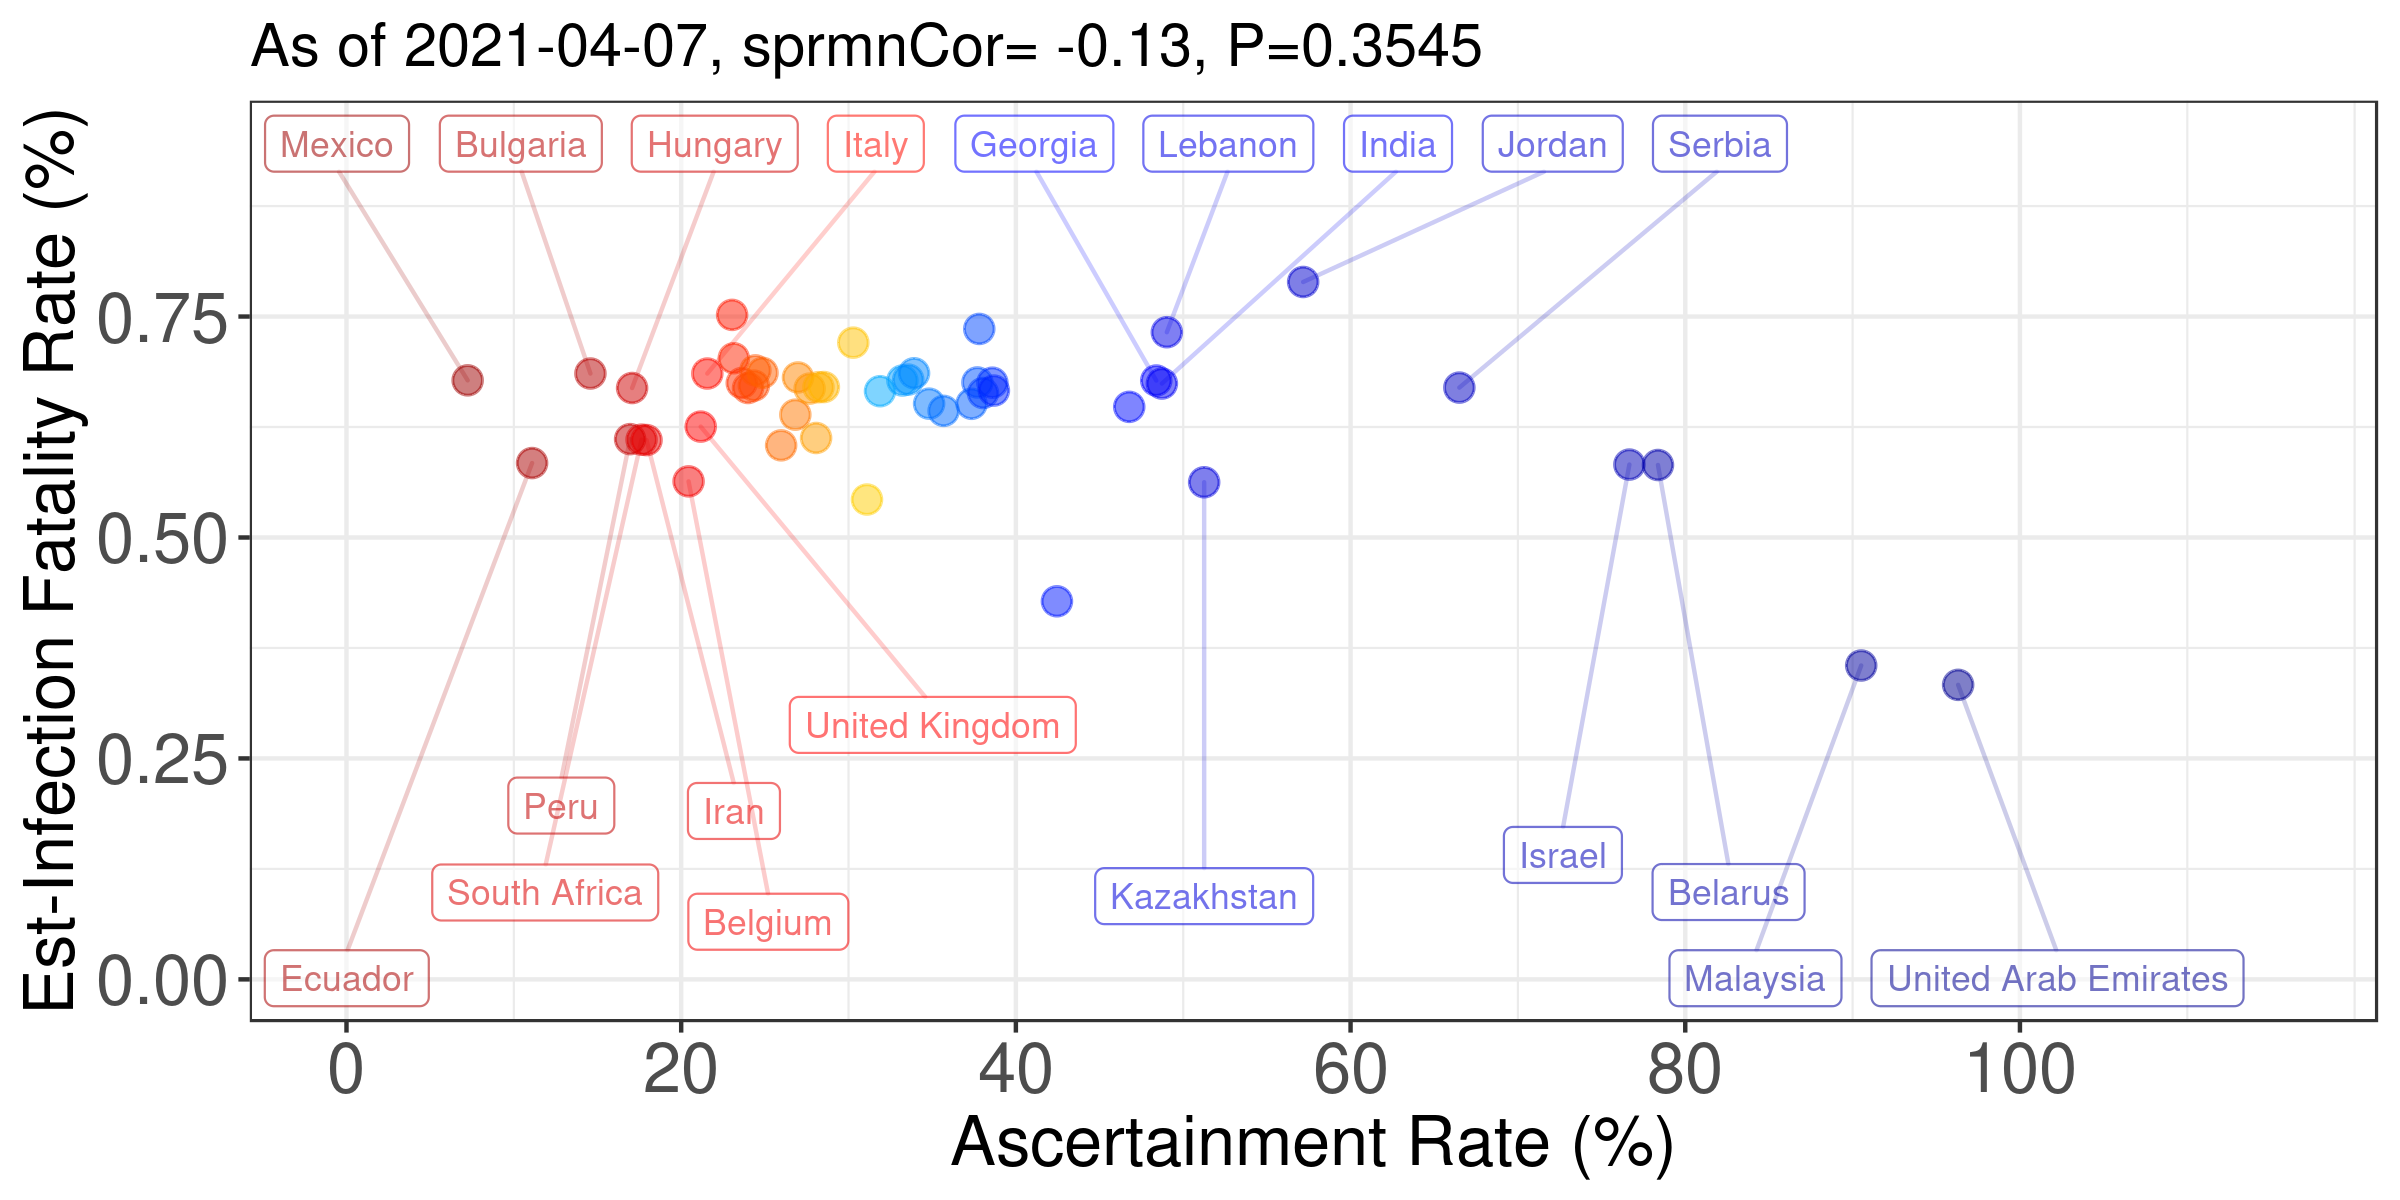 As of 2021-04-07, sprmnCor= -0.13, P=0.3545
Est-Infection Fatality Rate (%)
0.75
0.50
0.25
0.00
Mexico
Bulgaria
Hungary
Italy
Georgia
Lebanon
India
Jordan
Serbia
United Kingdom
Peru
Iran
Israel
South Africa
Belgium
Kazakhstan
Belarus
Ecuador
Malaysia
United Arab Emirates
0
20
40
60
80
100
Ascertainment Rate (%)